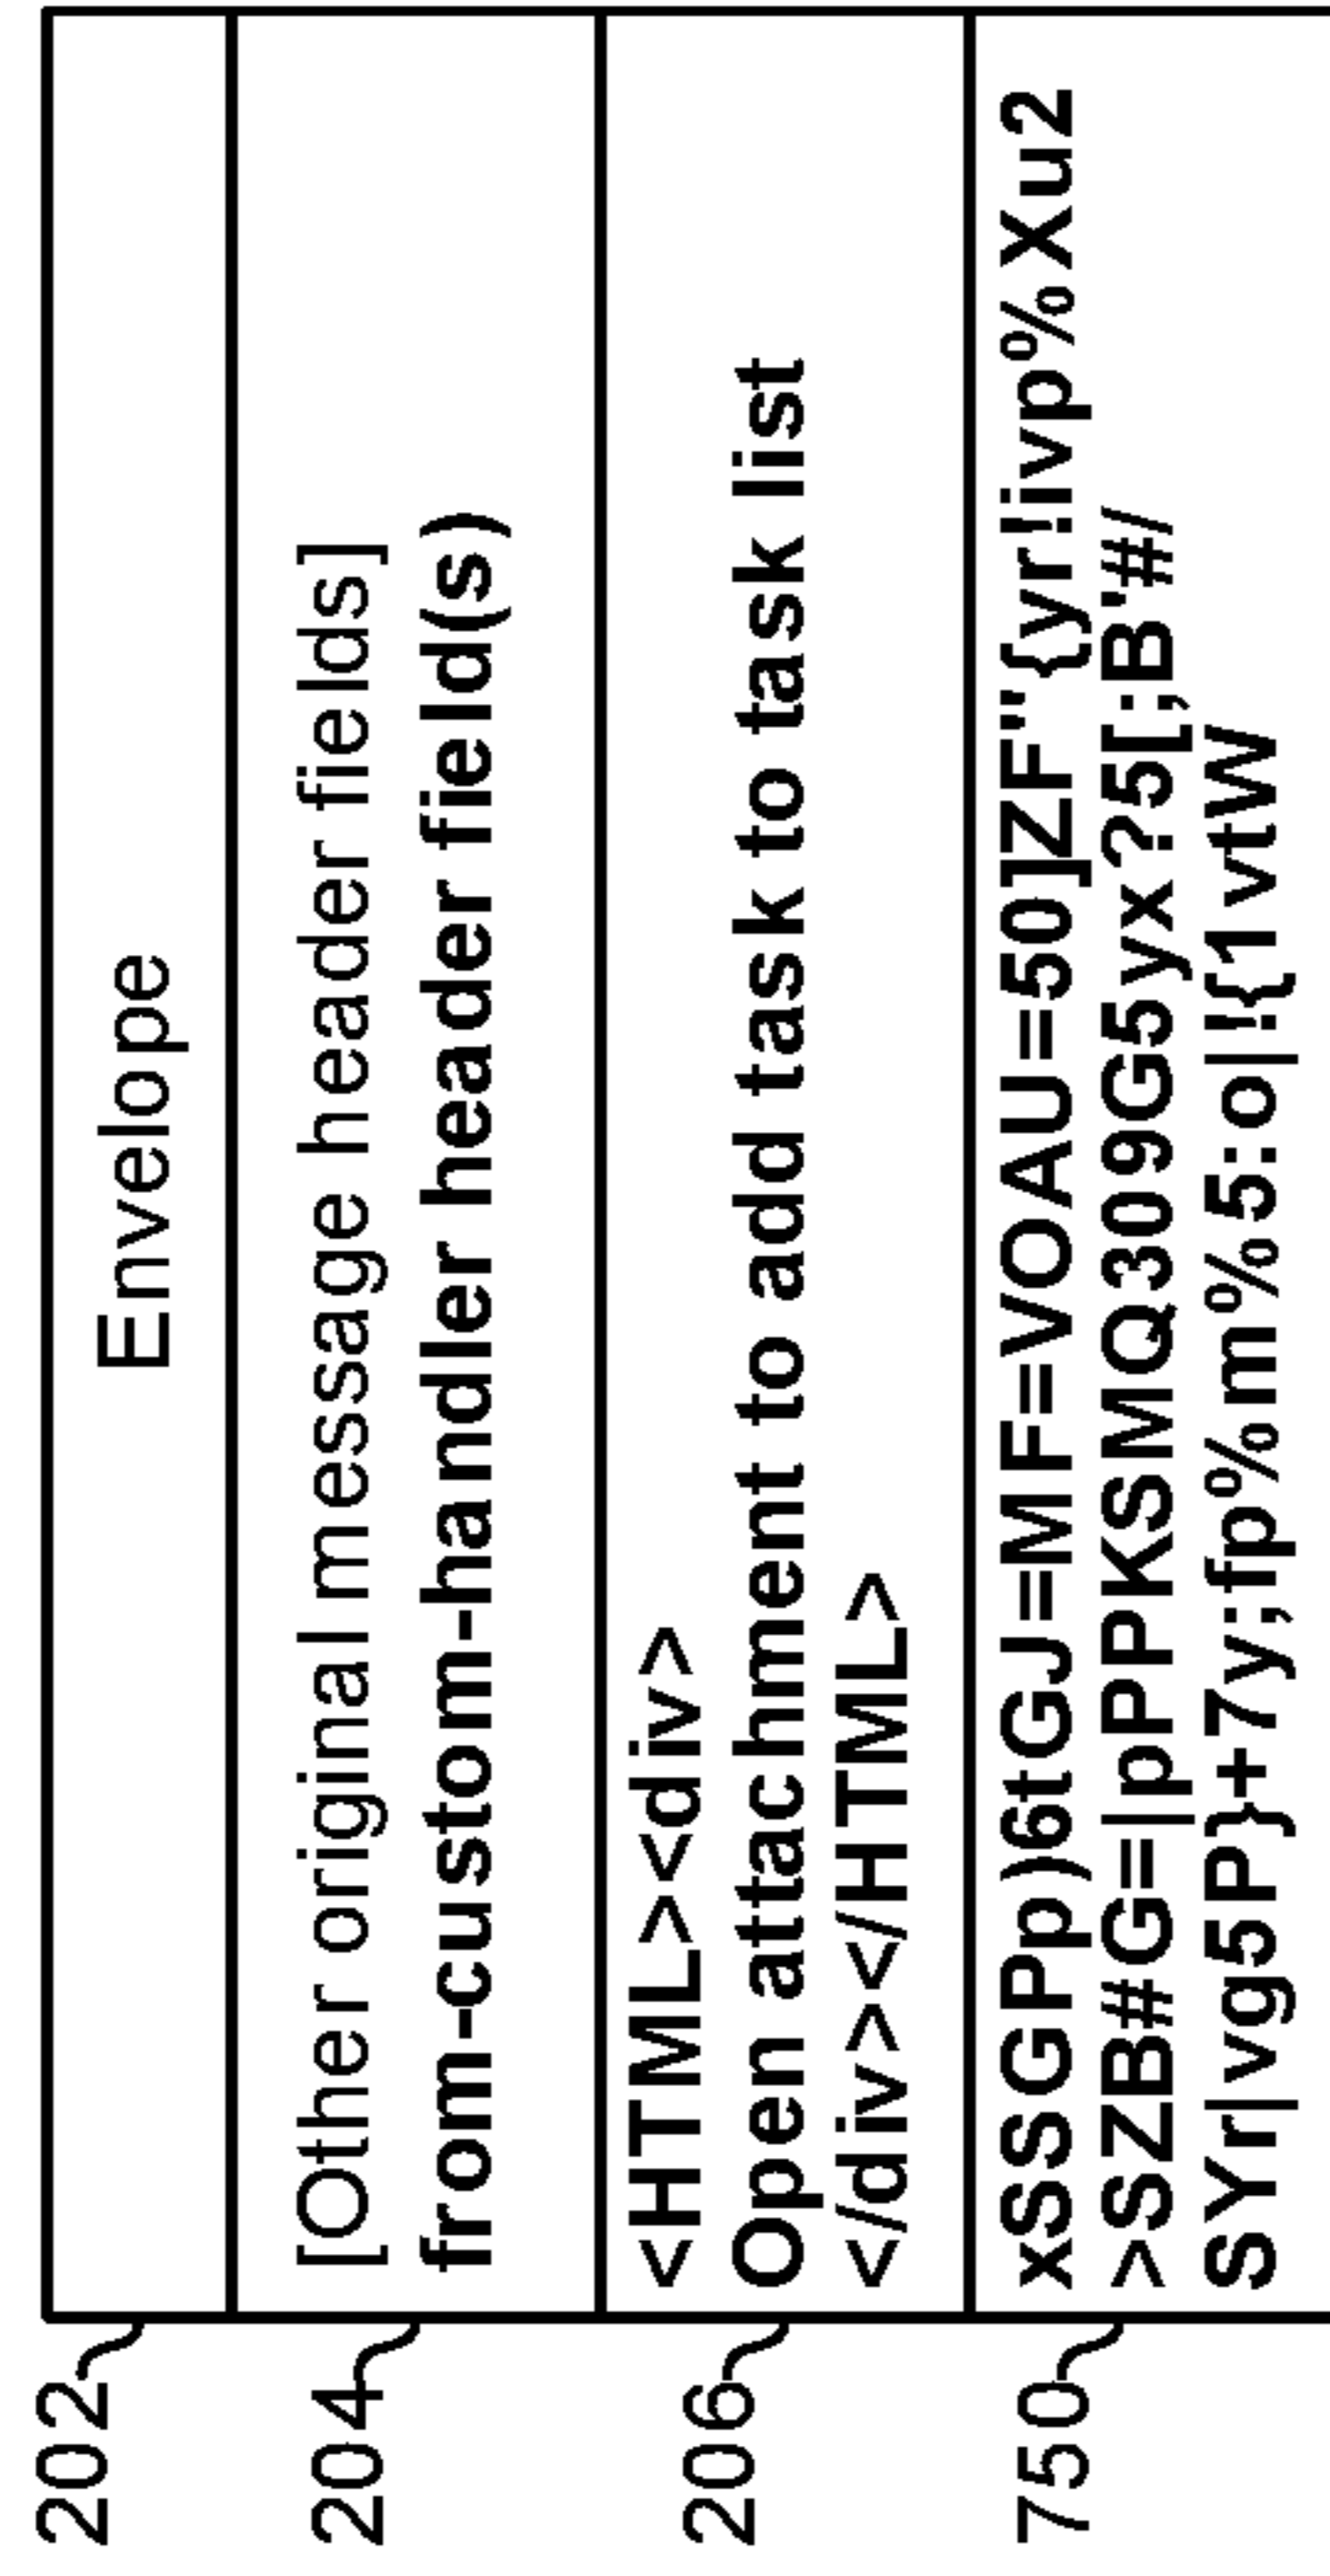 202
Envelope
204
[Other original message header fields]
from-custom-handler header field(s)
206
<HTML><div>
Open attachment to add task to task list
</div></HTML>
750
xSSGPp)6tGJ=MF=VOAU=50]ZF"{yr!ivp%Xu2
>SZB#G=|pPPKSMQ309G5yx?5[;B'#/
SYr|vg5P}+7y;fp%m%5:o|!{1vtW